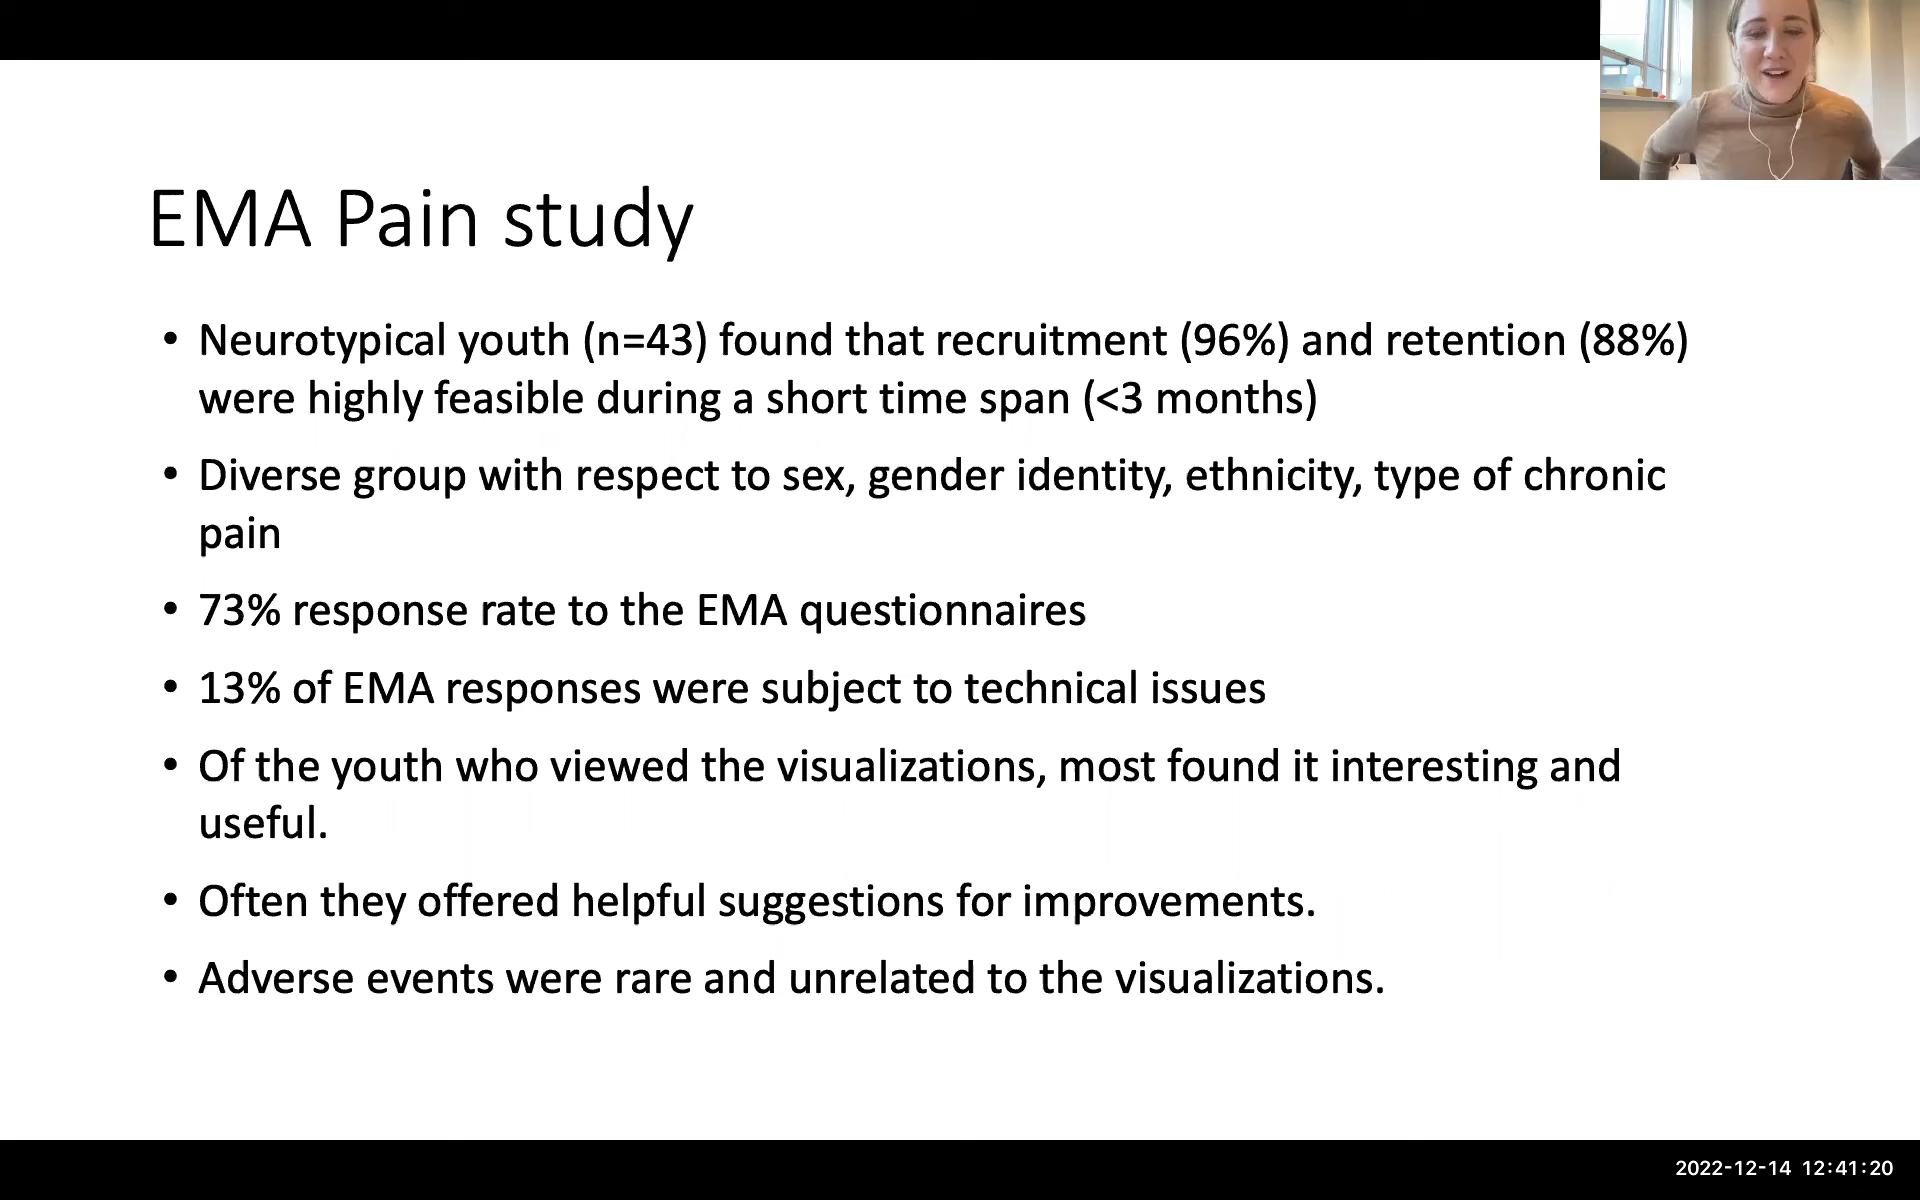 EMA Pain study
• Neurotypical youth (n=43) found that recruitment (96%) and retention (88%)
were highly feasible during a short time span (<3 months)
• Diverse group with respect to sex, gender identity, ethnicity, type of chronic
pain
• 73% response rate to the EMA questionnaires
• 13% of EMA responses were subject to technical issues
• Of the youth who viewed the visualizations, most found it interesting and
useful.
• Often they offered helpful suggestions for improvements.
• Adverse events were rare and unrelated to the visualizations.
2022-12-14 12:41:20